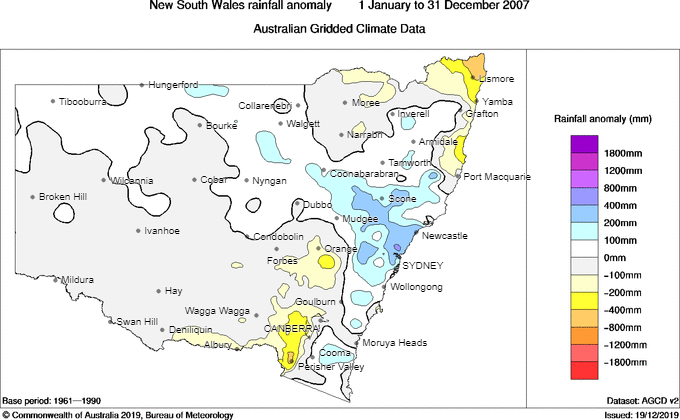 New South Wales rainfall anomaly 1 January to 31 December 2007
Australian Gridded Climate Data
Hungerford
Lismore
Tibooburra
Collarenebri
Moree
Yamba
Grafton
Inverell
Bourke
Walgett
Narrabri
Armidale
Tamworth
Coonabarabran
Port Macquarie
Wilcannia
Cobar
Nyngan
Broken Hill
Scone
Dubbo
Mudgee
Ivanhoe
Condobolin
Newcastle
Orange
Forbes
SYDNEY
Mildura
Wollongong
Hay
Goulburn
Wagga Wagga
Swan Hill
Deniliquin
CANBERRA
Albury
Moruya Heads
Cooma
Perisher Valley
Rainfall anomaly (mm)
1800mm
1200mm
800mm
400mm
200mm
100mm
0mm
−100mm
−200mm
−400mm
−800mm
−1200mm
−1800mm
Base period: 1961—1990
Dataset: AGCD v2
© Commonwealth of Australia 2019, Bureau of Meteorology
Issued: 19/12/2019